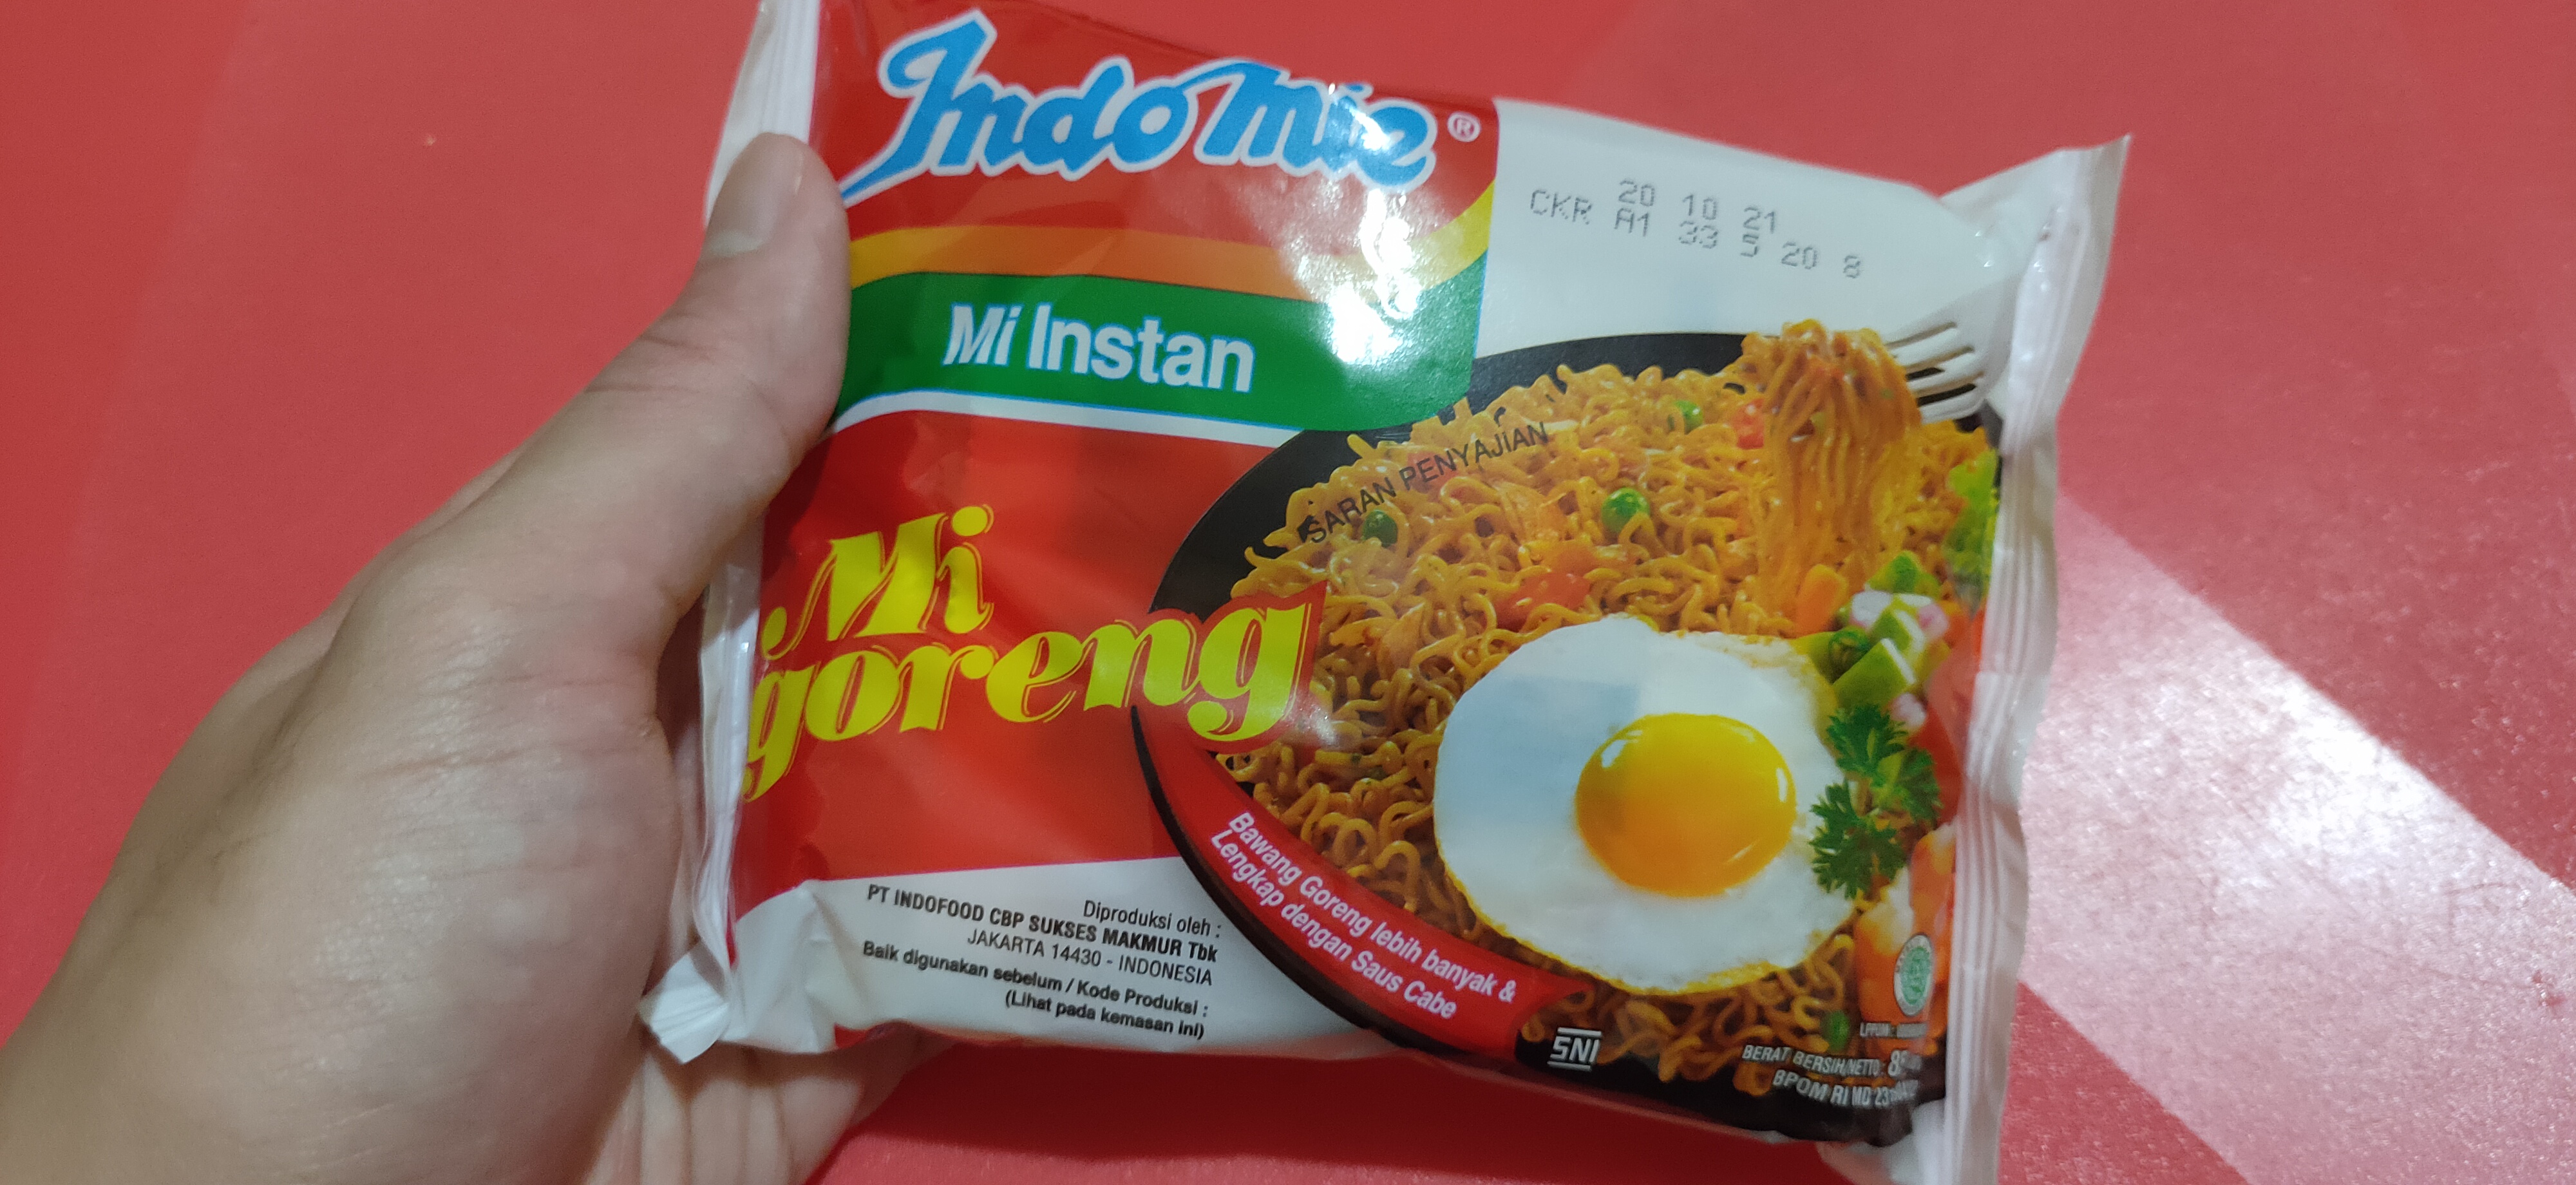 Indomie®
20 10 21
CKR A1 33 5 20 8
Mi Instan
SARAN PENYAJIAN
Mi
goreng
Bawang Goreng lebih banyak &
Lengkap dengan Saus Cabe
Diproduksi oleh :
PT INDOFOOD CBP SUKSES MAKMUR Tbk
JAKARTA 14430 - INDONESIA
Baik digunakan sebelum / Kode Produksi :
(Lihat pada kemasan ini)
SNI
BERAT BERSIH/NETTO :
BPOM RI MD